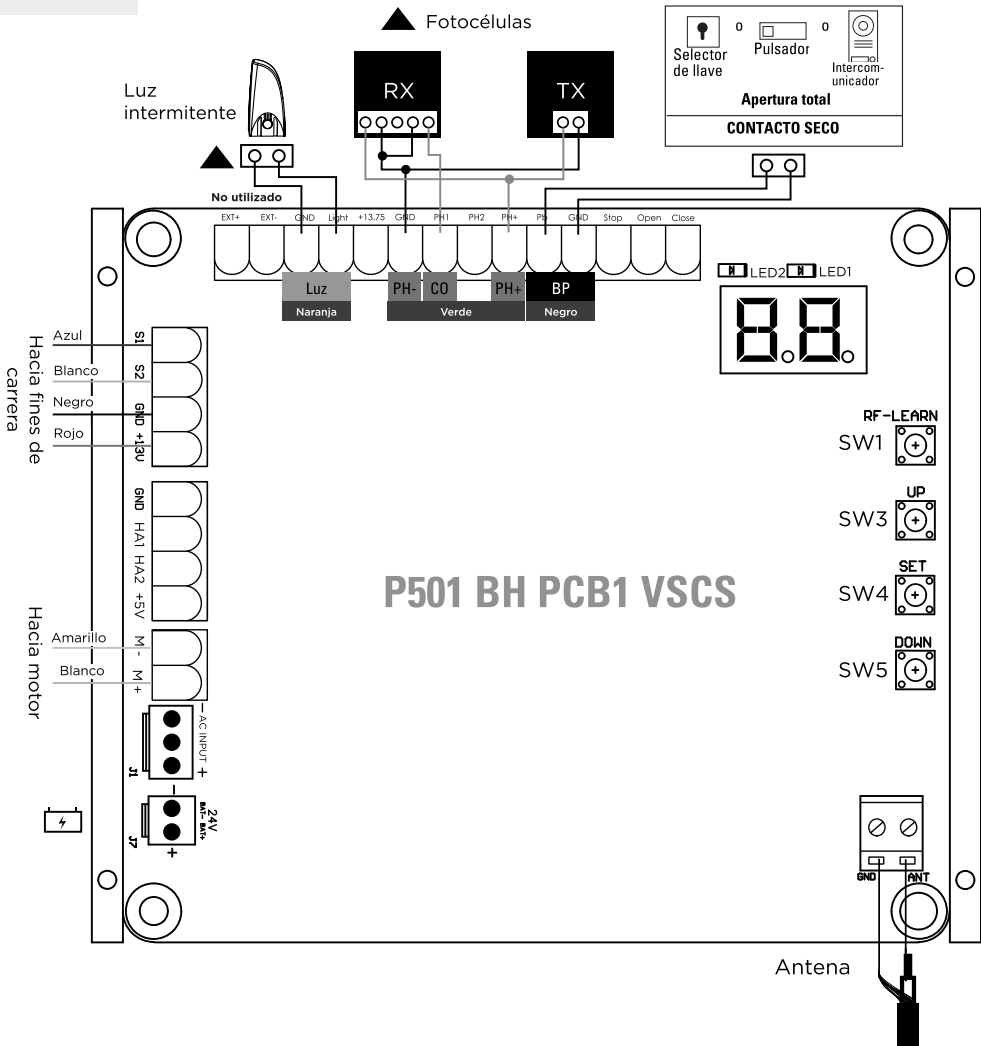 Fotocélulas
Luz
intermitente
RX
TX
Selector
de llave
o
Pulsador
o
Intercom-
unicador
Apertura total
CONTACTO SECO
No utilizado
EXT+ EXT- GND Light +13.75 GND PH1 PH2 PH+ Pb GND Stop Open Close
Luz
PH- CO PH+ BP
Naranja Verde Negro
LED2 LED1
8.8.
Hacia fines de
carrera
Azul S1
Blanco S2
Negro GND
Rojo +13V
GND HA1 HA2 +5V
RF-LEARN
SW1
UP
SW3
SET
SW4
DOWN
SW5
P501 BH PCB1 VSCS
Hacia motor
Amarillo M -
Blanco M +
- AC INPUT +
J1
-
24V
BAT- BAT+
J7
+
GND ANT
Antena